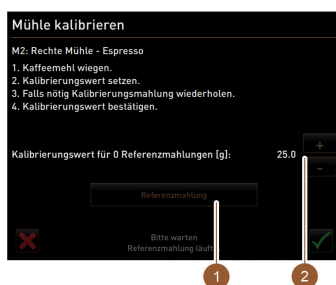 Mühle kalibrieren
M2: Rechte Mühle - Espresso
1. Kaffeemehl wiegen.
2. Kalibrierungswert setzen.
3. Falls nötig Kalibrierungsmahlung wiederholen.
4. Kalibrierungswert bestätigen.
Kalibrierungswert für 0 Referenzmahlungen [g]: 25.0
+
-
Referenzmahlung
Bitte warten
Referenzmahlung läuft
1 2